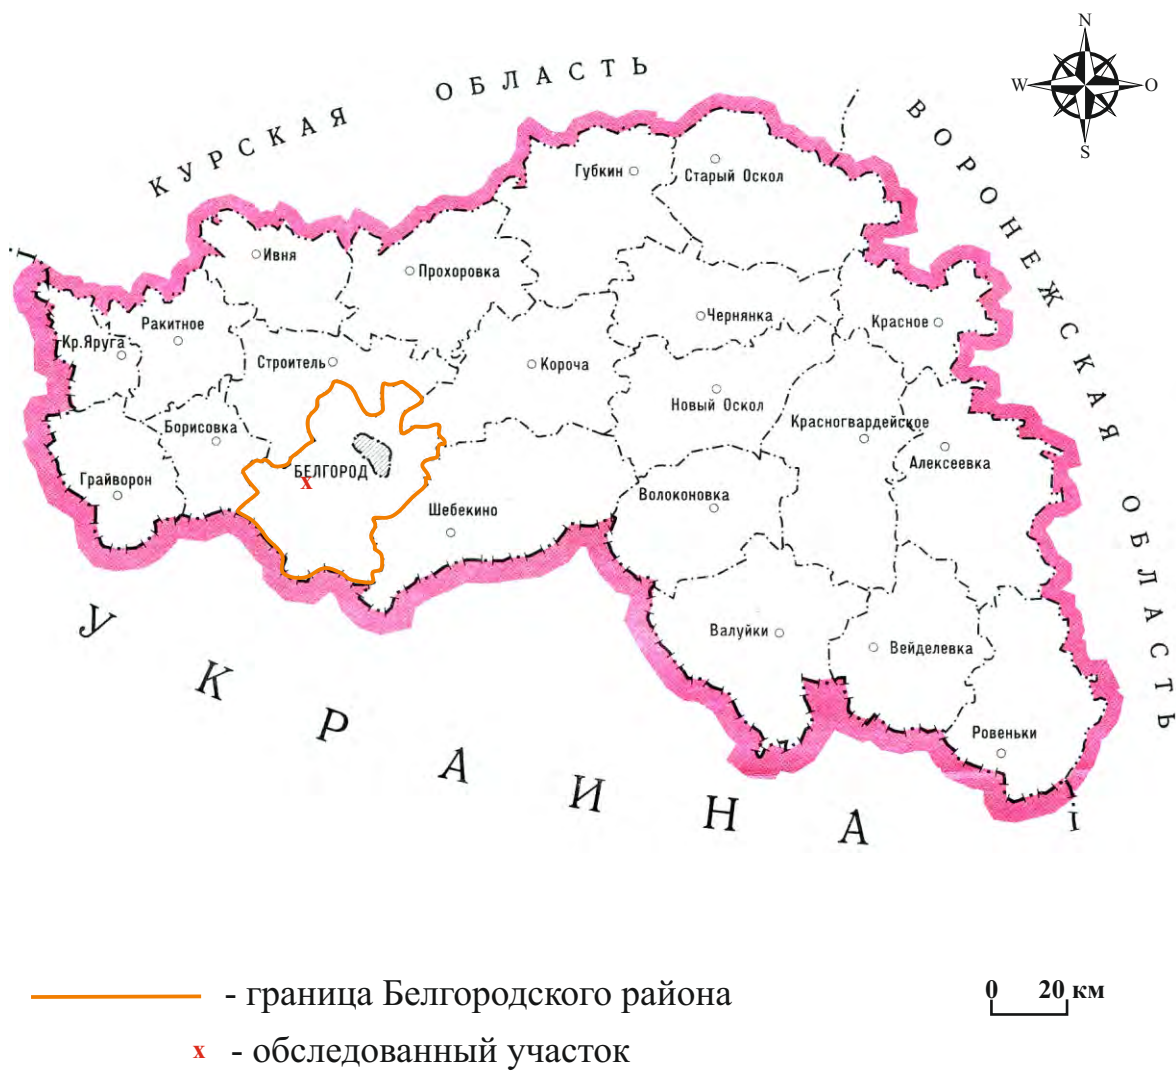 N
W
O
S
КУРСКАЯ ОБЛАСТЬ
ВОРОНЕЖСКАЯ ОБЛАСТЬ
Губкин
Старый Оскол
Ивня
Прохоровка
Чернянка
Красное
Ракитное
Кр.Яруга
Строитель
Короча
Новый Оскол
Красногвардейское
Борисовка
Алексеевка
БЕЛГОРОД
x
Грайворон
Волоконовка
Шебекино
Валуйки
Вейделевка
Ровеньки
УКРАИНА
- граница Белгородского района
0 20 км
x - обследованный участок